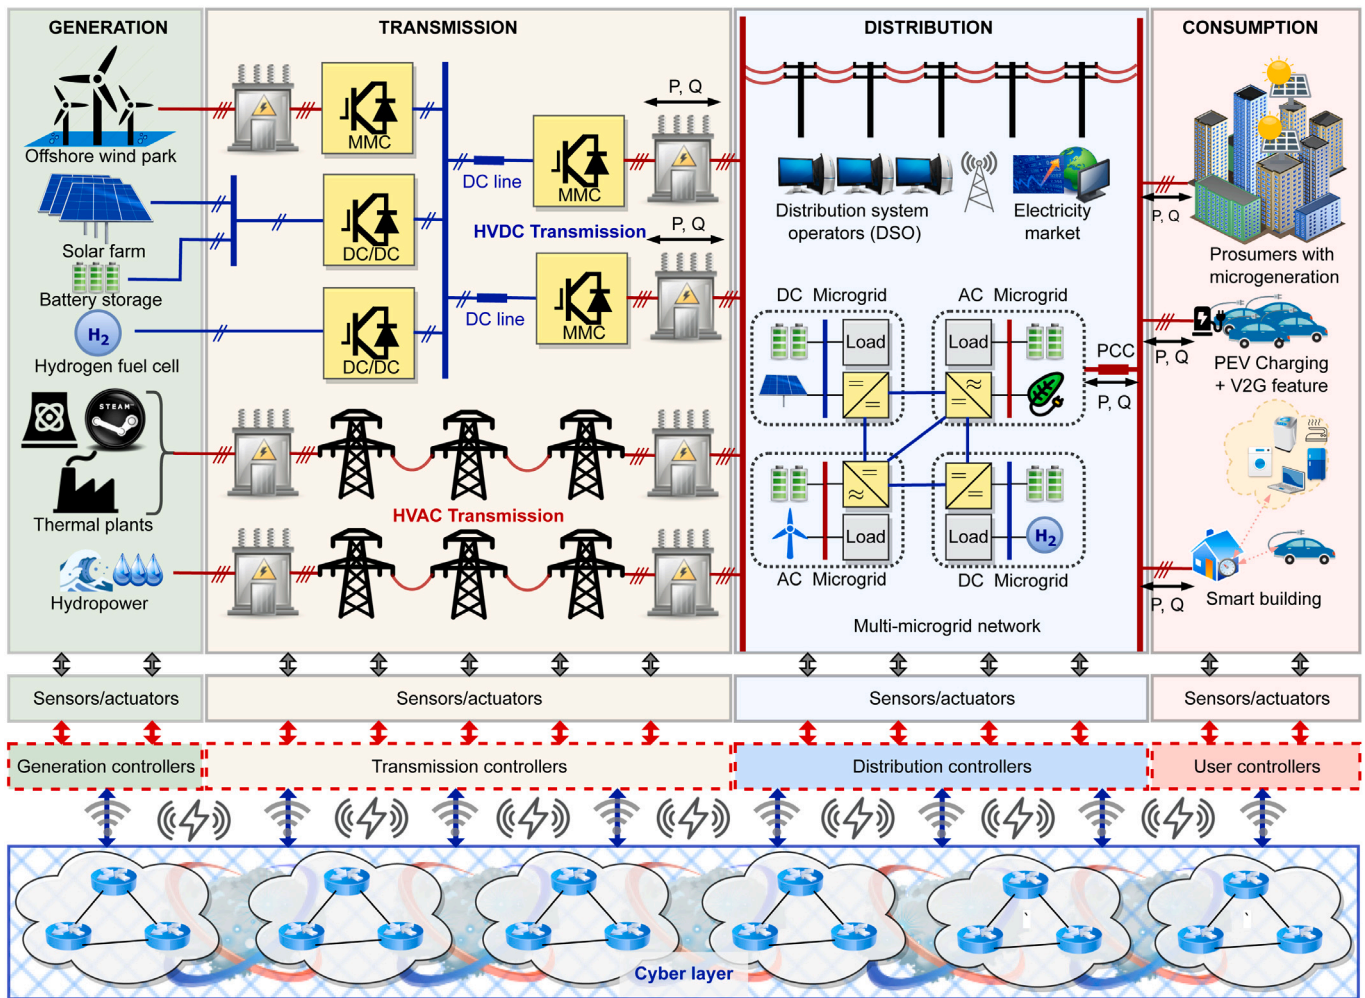 GENERATION
TRANSMISSION
DISTRIBUTION
CONSUMPTION
Offshore wind park
Solar farm
Battery storage
H2
Hydrogen fuel cell
STEAM™
Thermal plants
Hydropower
MMC
DC/DC
DC/DC
DC line
HVDC Transmission
DC line
P, Q
MMC
P, Q
MMC
HVAC Transmission
Distribution system
operators (DSO)
Electricity
market
DC Microgrid
AC Microgrid
Load
Load
PCC
P, Q
Load
Load
H2
AC Microgrid
DC Microgrid
Multi-microgrid network
P, Q
Prosumers with
microgeneration
P, Q
PEV Charging
+ V2G feature
P, Q
Smart building
Sensors/actuators
Sensors/actuators
Sensors/actuators
Sensors/actuators
Generation controllers
Transmission controllers
Distribution controllers
User controllers
Cyber layer